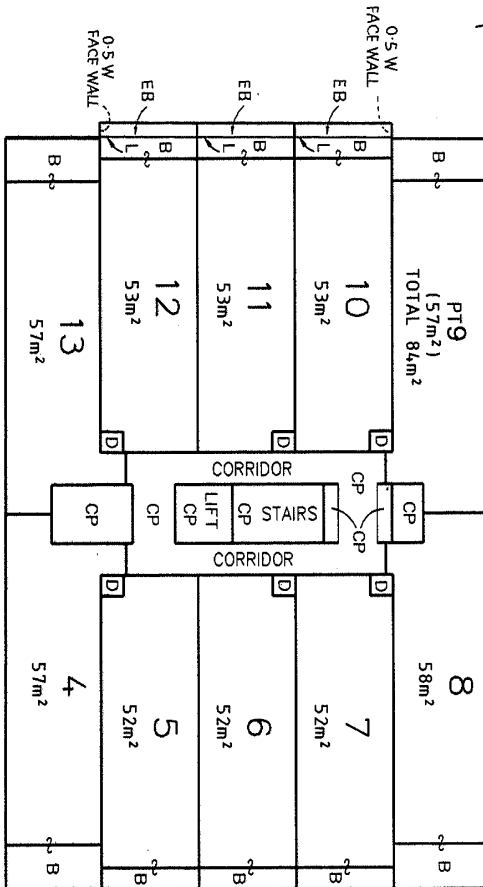 0·5 W
FACE WALL
0·5 W
FACE WALL
EB
EB
EB
B
B
L
B
L
B
L
B
13
57m²
12
53m²
11
53m²
10
53m²
PT9
(57m²)
TOTAL 84m²
D
D
D
CORRIDOR
CP
CP
CP
CP
LIFT
CP
STAIRS
CP
CP
CORRIDOR
D
D
D
4
57m²
5
52m²
6
52m²
7
52m²
8
58m²
B
B
B
B
B